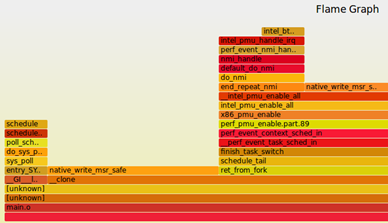 Flame Graph
intel_bt..
intel_pmu_handle_irq
perf_event_nmi_han..
nmi_handle
default_do_nmi
do_nmi
end_repeat_nmi native_write_msr_s..
__intel_pmu_enable_all
intel_pmu_enable_all
x86_pmu_enable
schedule perf_pmu_enable.part.89
schedule.. perf_event_context_sched_in
poll_sch.. __perf_event_task_sched_in
do_sys_p.. finish_task_switch
sys_poll schedule_tail
entry_SY.. native_write_msr_safe ret_from_fork
__GI___l.. __clone
[unknown]
[unknown]
main.o